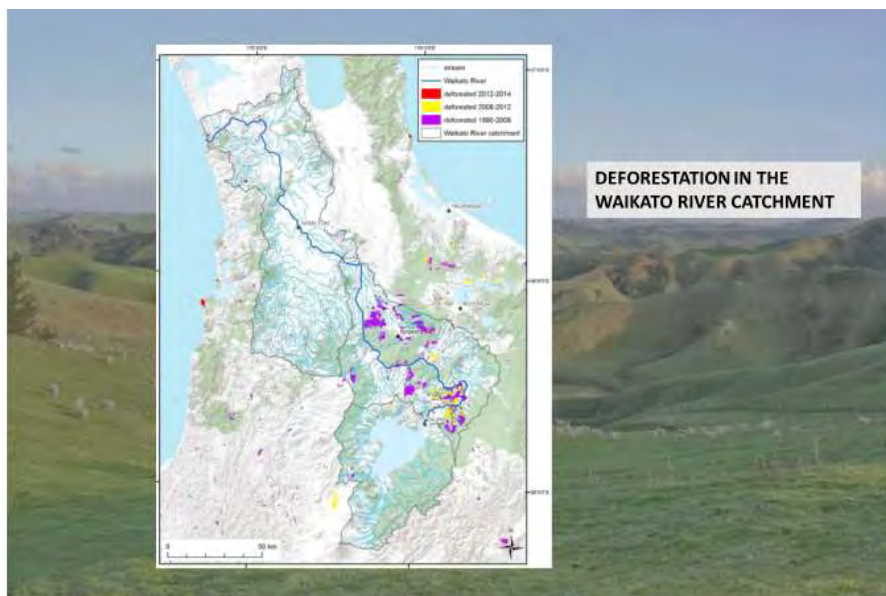 stream
Waikato River
deforested 2012-2014
deforested 2008-2012
deforested 1990-2008
Waikato River catchment
DEFORESTATION IN THE
WAIKATO RIVER CATCHMENT
0
50 km